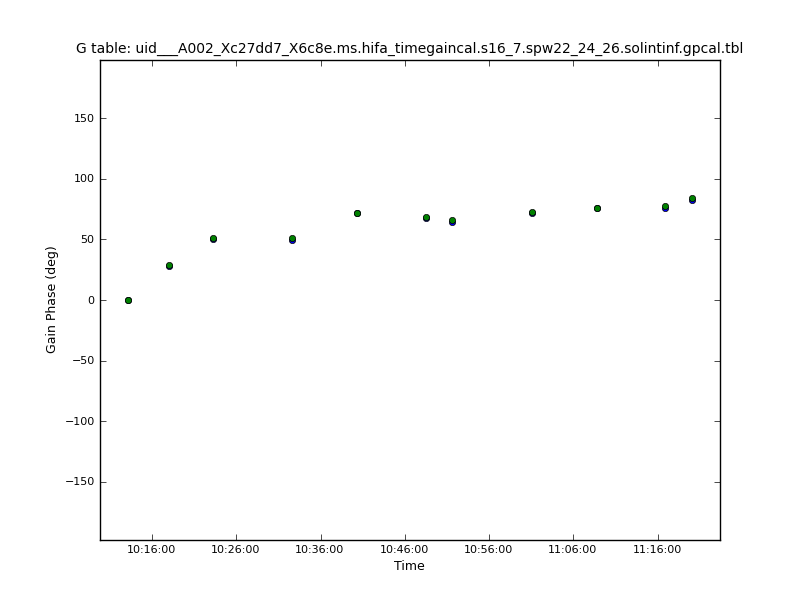 G table: uid___A002_Xc27dd7_X6c8e.ms.hifa_timegaincal.s16_7.spw22_24_26.solintinf.gpcal.tbl
150
100
50
0
−50
−100
−150
Gain Phase (deg)
10:16:00 10:26:00 10:36:00 10:46:00 10:56:00 11:06:00 11:16:00
Time